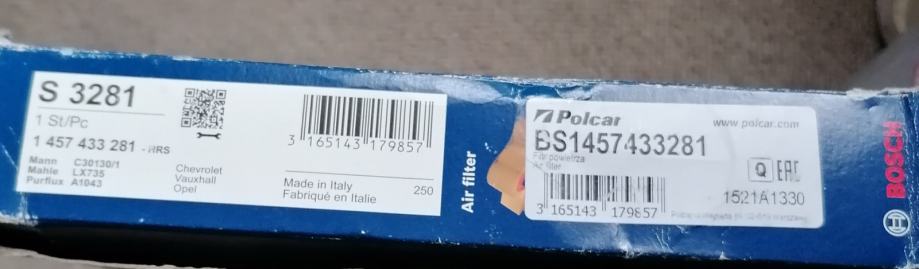 S 3281
1 St/Pc
1 457 433 281 - HRS
Mann C30130/1
Mahle LX735
Purflux A1043
Chevrolet
Vauxhall
Opel
3 165143 179857
Made in Italy
Fabriqué en Italie
250
Air filter
Polcar
www.polcar.com
BS1457433281
Filtr powietrza
Air filter
3 165143 179857
Q EAC
1521A1330
BOSCH